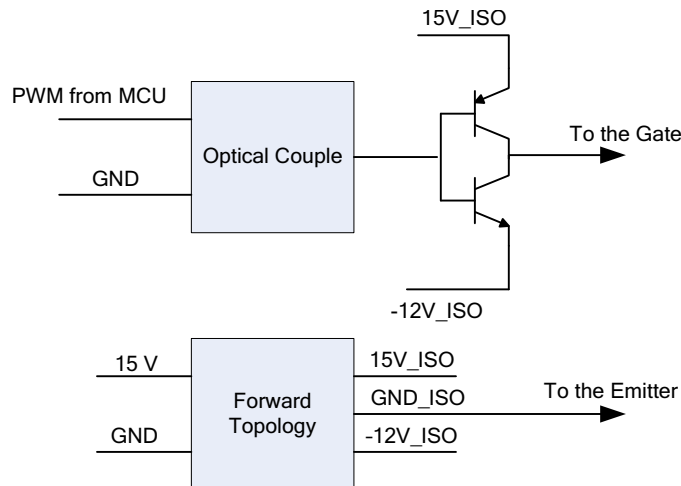 15V_ISO
PWM from MCU
Optical Couple
To the Gate
GND
-12V_ISO
15 V
15V_ISO
GND_ISO
To the Emitter
Forward
Topology
GND
-12V_ISO